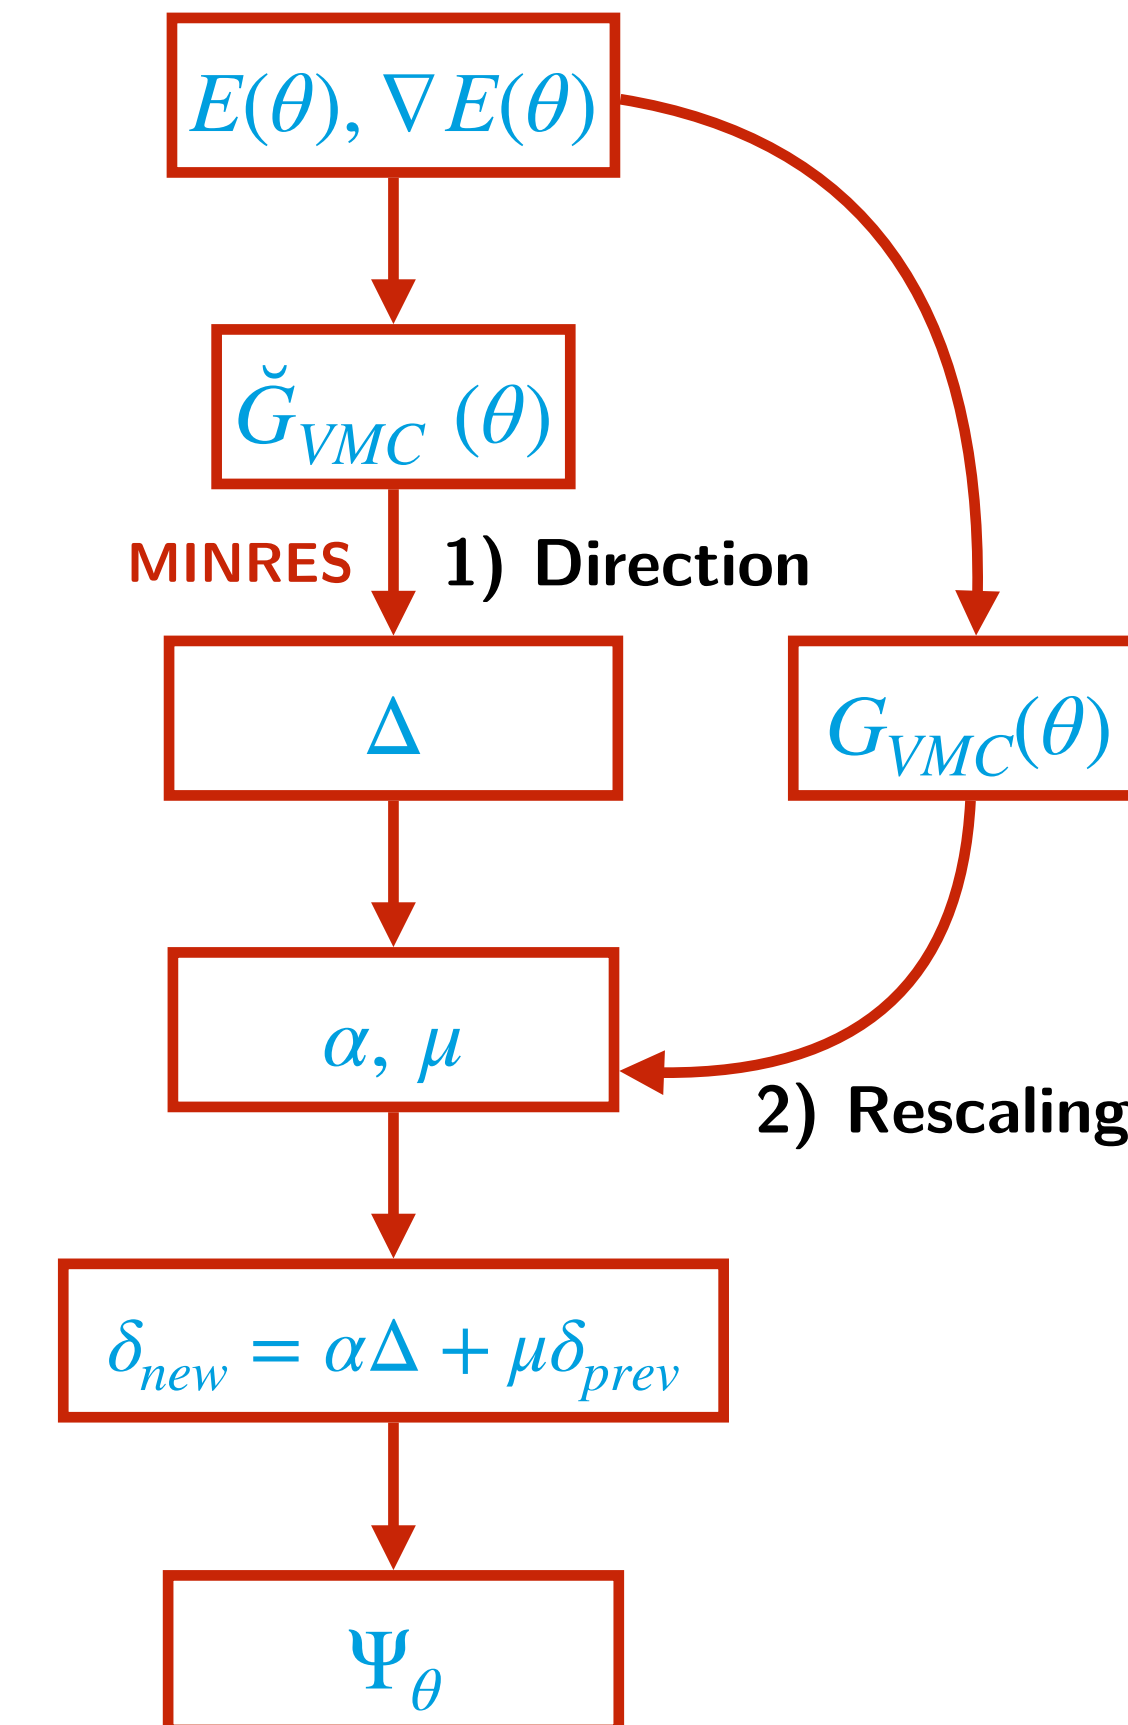 E(θ), ∇E(θ)
Ğ_VMC (θ)
MINRES
1) Direction
Δ
G_VMC(θ)
α, μ
2) Rescaling
δ_new = αΔ + μδ_prev
Ψ_θ